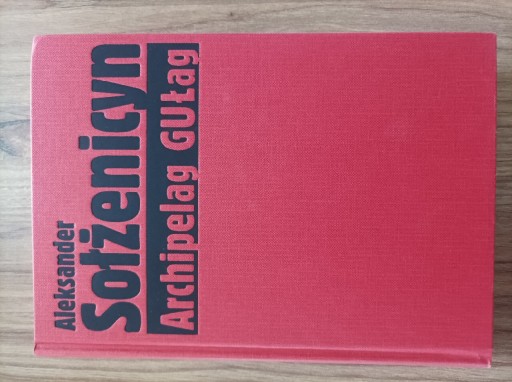 Aleksander
Sołżenicyn
Archipelag GUŁag